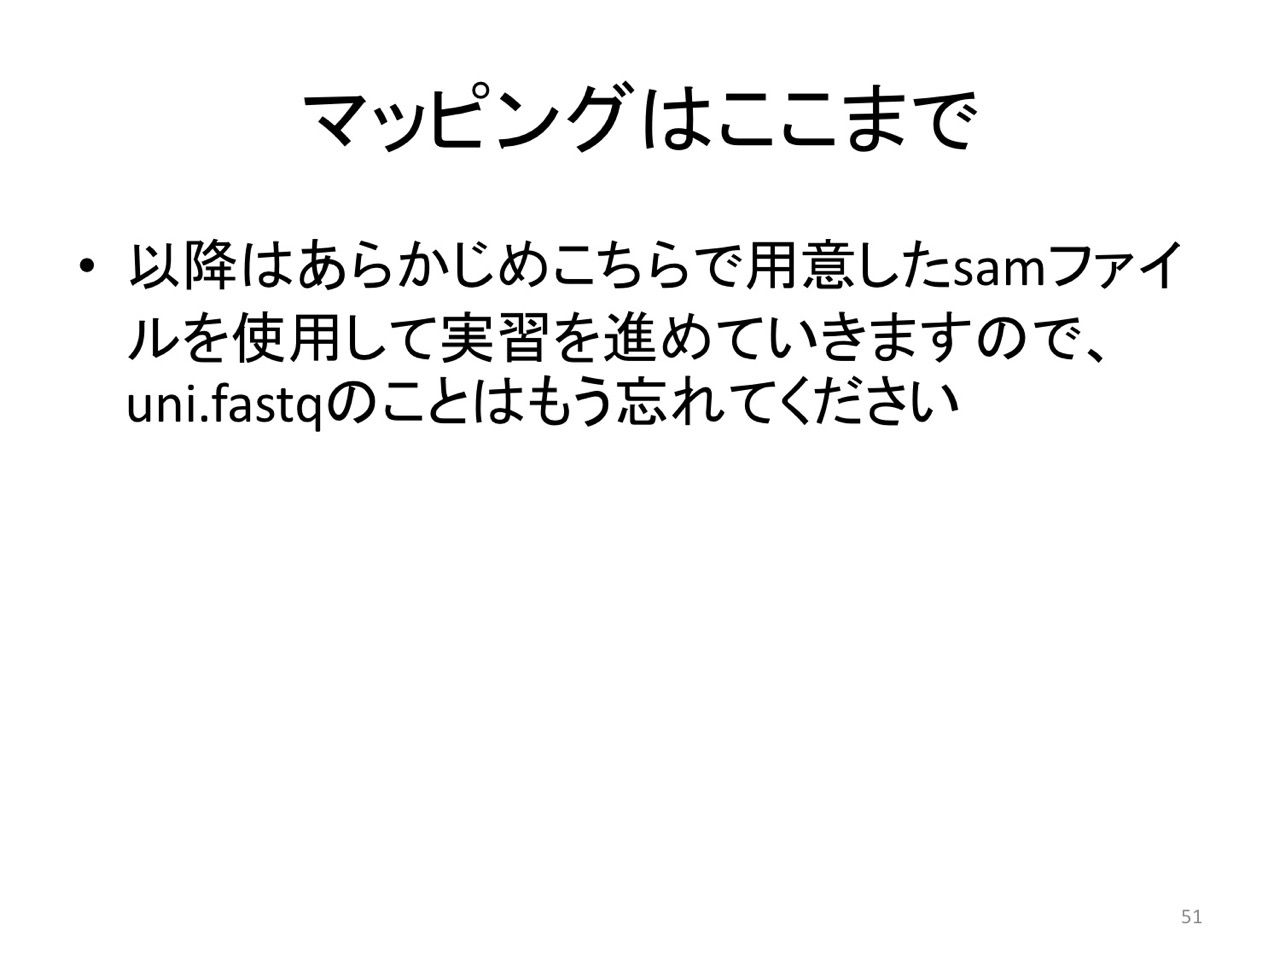 マッピングはここまで
• 以降はあらかじめこちらで用意したsamファイ
ルを使用して実習を進めていきますので、
uni.fastqのことはもう忘れてください
51